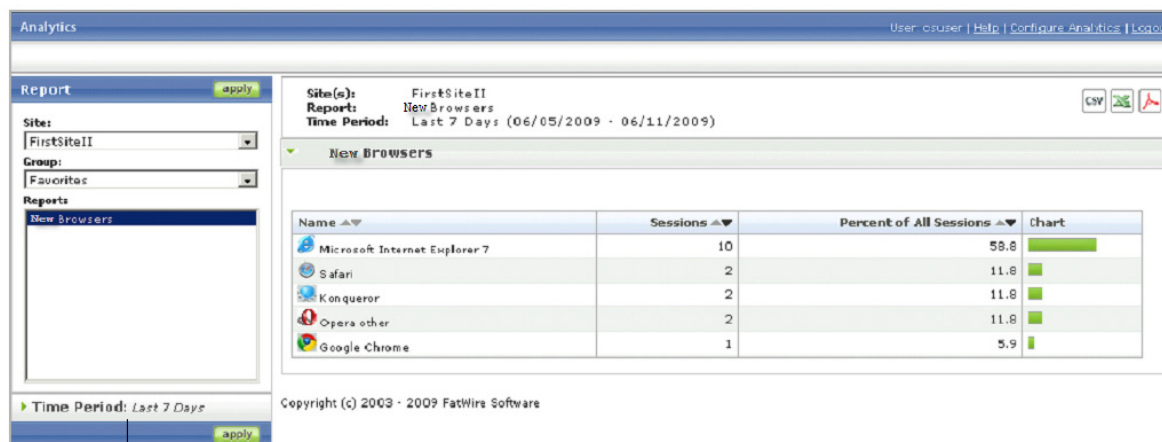 Analytics
User: csuser | Help | Configure Analytics | Logou
Report apply
Site:
FirstSiteII
Group:
Favorites
Report:
New Browsers
Time Period: Last 7 Days
apply
Site(s): FirstSiteII
Report: New Browsers
Time Period: Last 7 Days (06/05/2009 - 06/11/2009)
CSV
New Browsers
Name Sessions Percent of All Sessions Chart
Microsoft Internet Explorer 7 10 58.8
Safari 2 11.8
Konqueror 2 11.8
Opera other 2 11.8
Google Chrome 1 5.9
Copyright (c) 2003 - 2009 FatWire Software